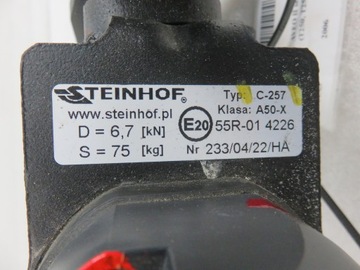 STEINHOF®
www.steinhof.pl
D = 6,7 [kN]
S = 75 [kg]
Typ: C-257
Klasa: A50-X
E20 55R-01 4226
Nr 233/04/22/HA
2006